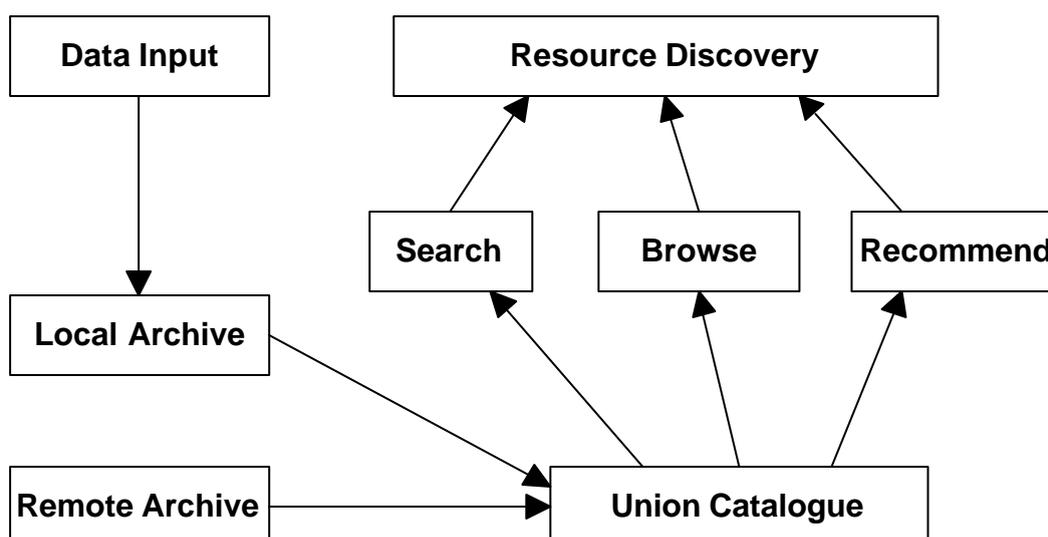 Data Input
Resource Discovery
Search
Browse
Recommend
Local Archive
Remote Archive
Union Catalogue